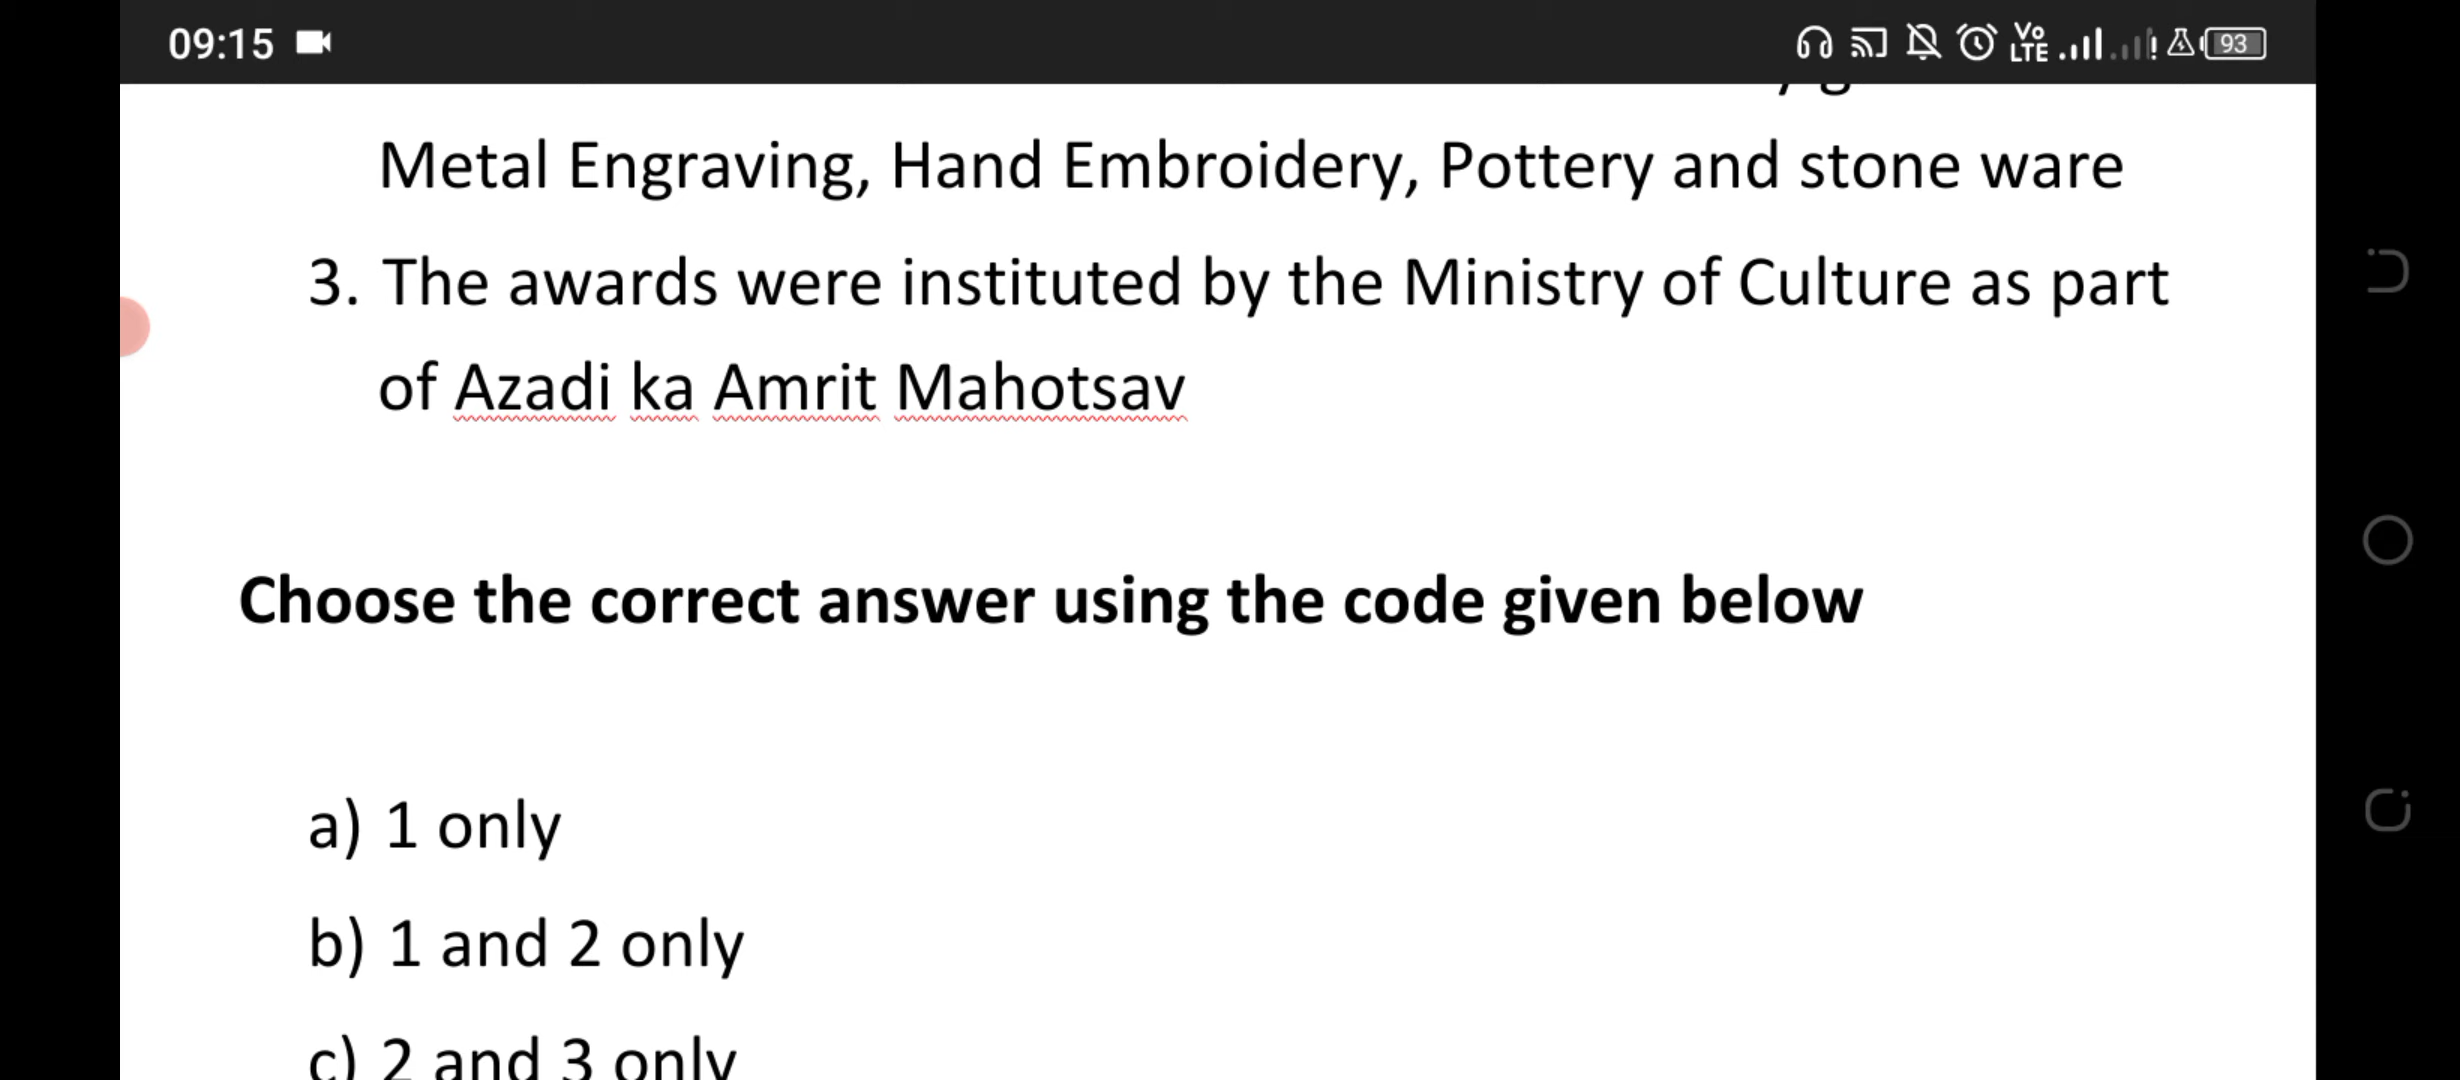 09:15 Vo LTE 93
Metal Engraving, Hand Embroidery, Pottery and stone ware
3. The awards were instituted by the Ministry of Culture as part
of Azadi ka Amrit Mahotsav
Choose the correct answer using the code given below
a) 1 only
b) 1 and 2 only
c) 2 and 3 only